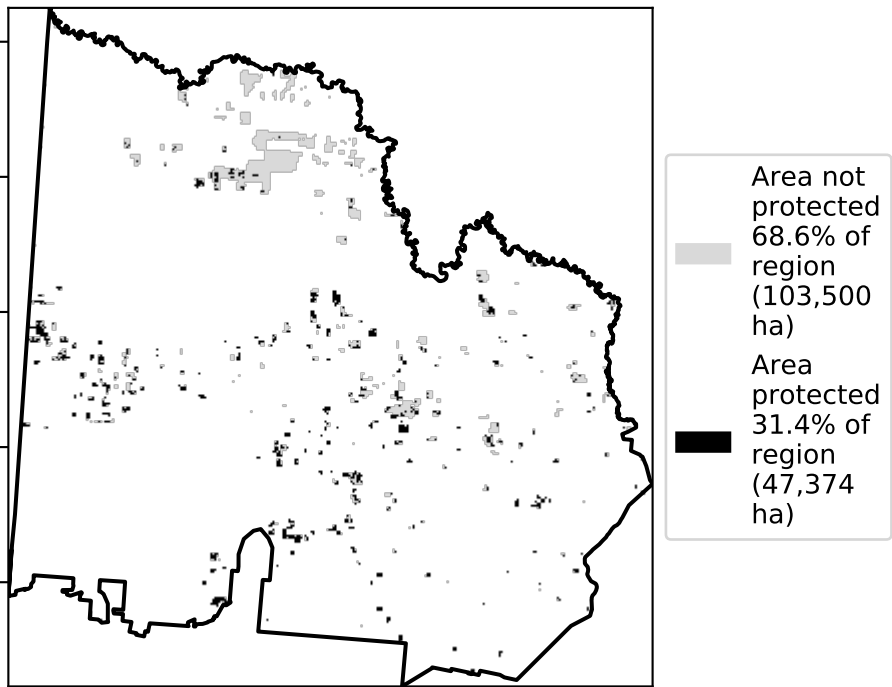 Area not
protected
68.6% of
region
(103,500
ha)
Area
protected
31.4% of
region
(47,374
ha)